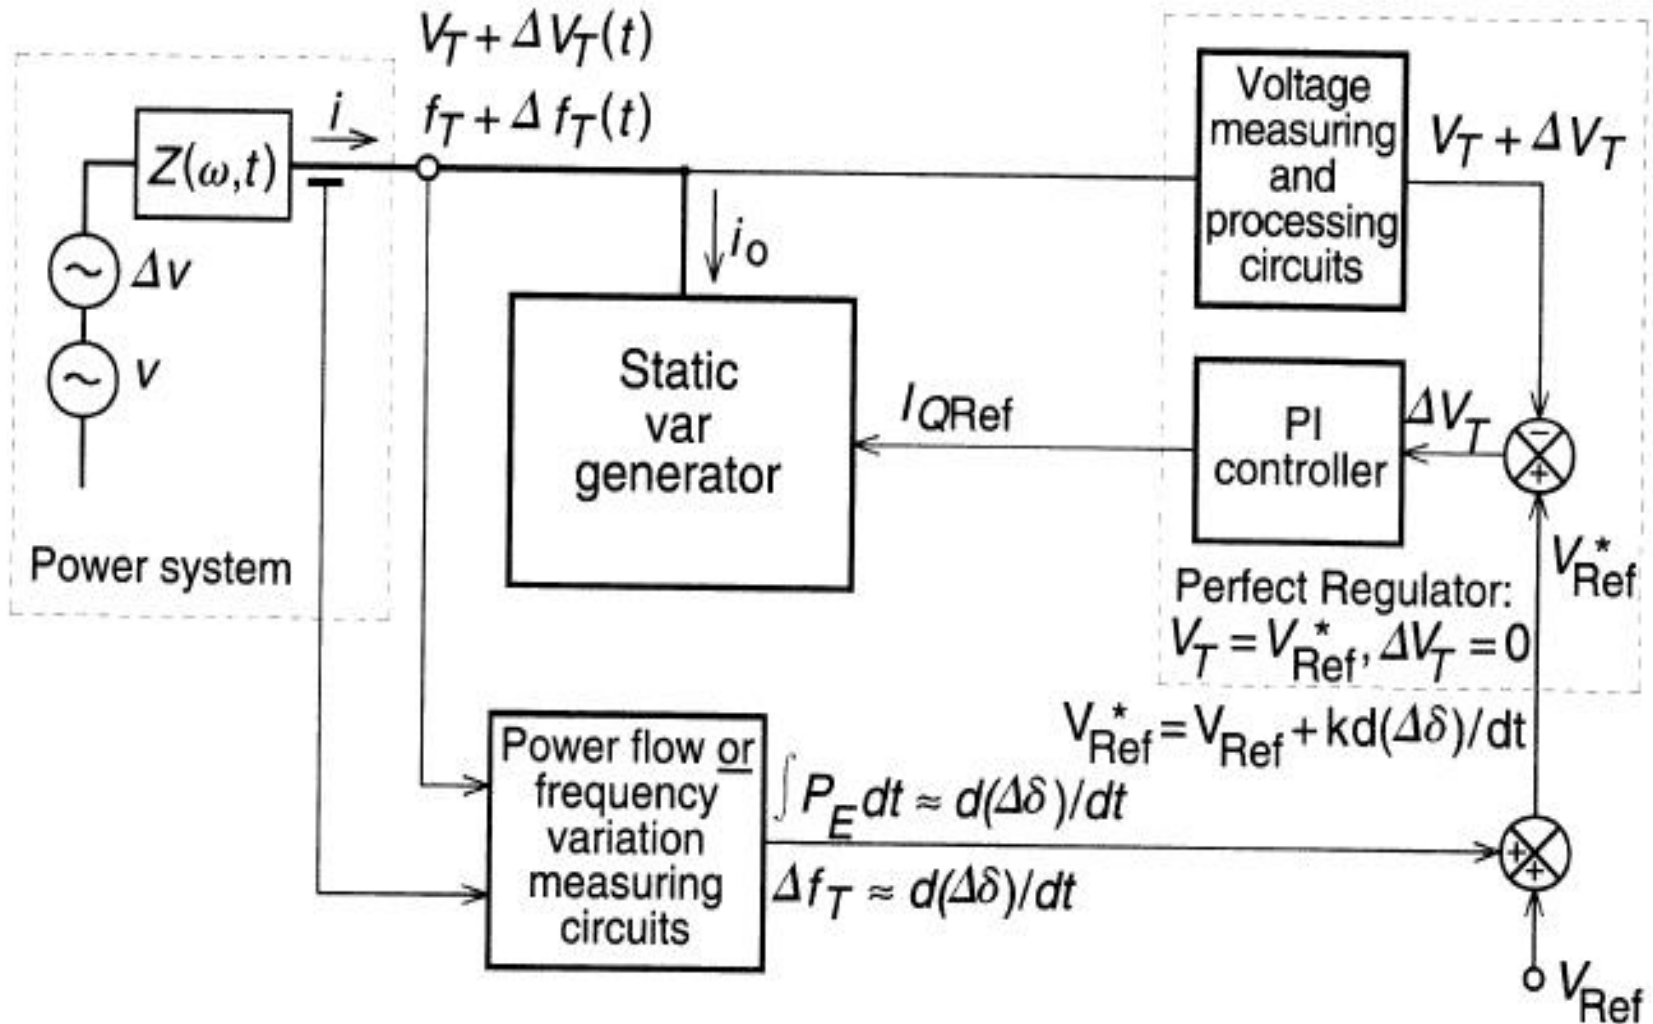 V_T + ΔV_T(t)
f_T + Δf_T(t)
i
Z(ω,t)
Δv
v
Power system
i_o
Static
var
generator
Voltage
measuring
and
processing
circuits
V_T + ΔV_T
I_QRef
PI
controller
ΔV_T
−
+
V*_Ref
Perfect Regulator:
V_T = V*_Ref, ΔV_T = 0
V*_Ref = V_Ref + kd(Δδ)/dt
Power flow or
frequency
variation
measuring
circuits
∫P_E dt ≈ d(Δδ)/dt
Δf_T ≈ d(Δδ)/dt
+
+
V_Ref